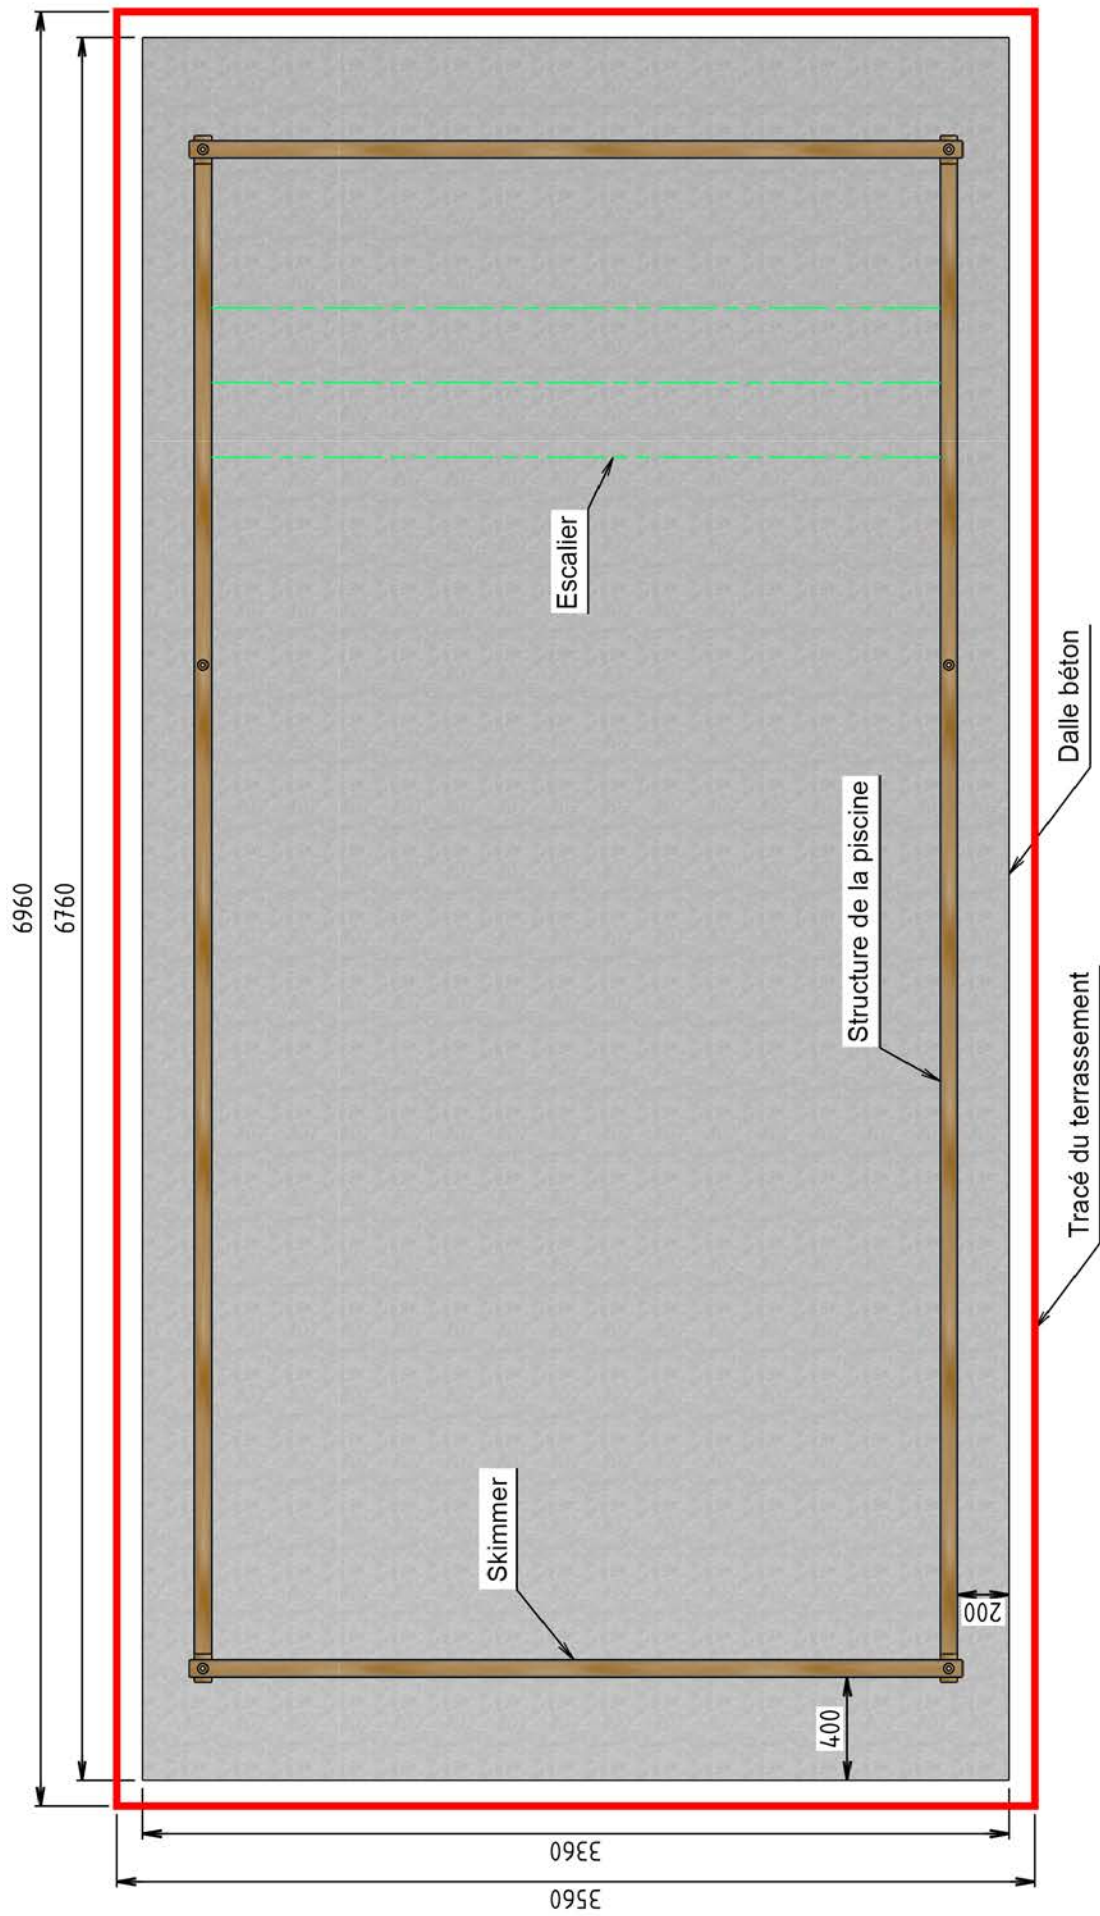 6960
6760
Escalier
Dalle béton
Structure de la piscine
Tracé du terrassement
Skimmer
200
400
3360
3560